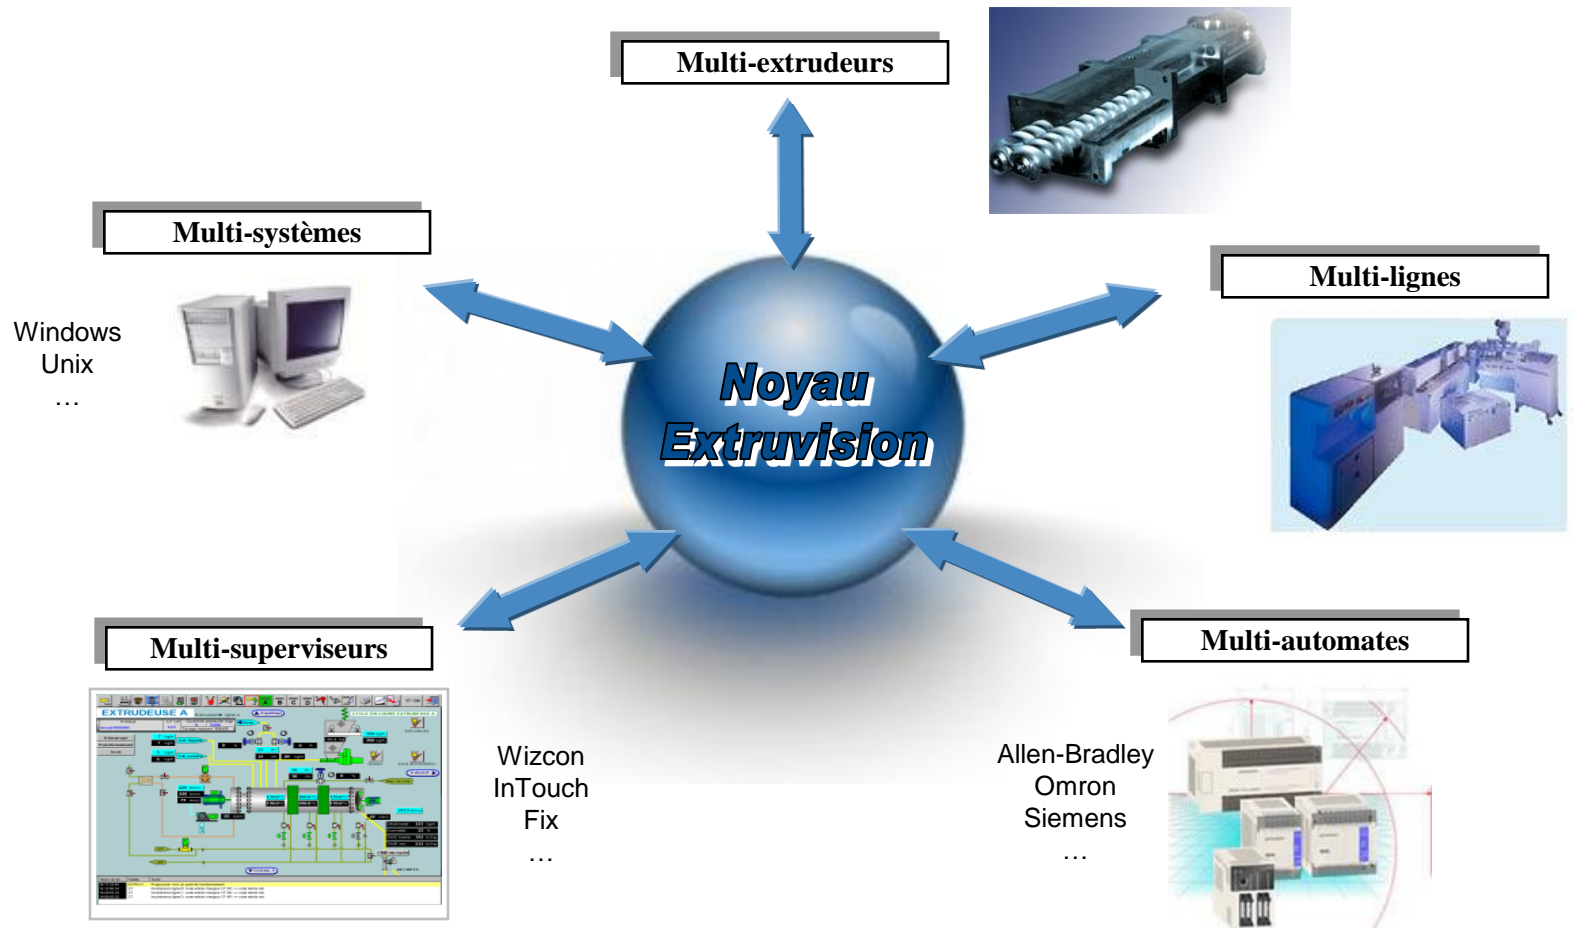 Multi-extrudeurs
Multi-systèmes
Windows
Unix
…
Multi-lignes
Noyau
Extruvision
Multi-superviseurs
EXTRUDEUSE A
Wizcon
InTouch
Fix
…
Multi-automates
Allen-Bradley
Omron
Siemens
…